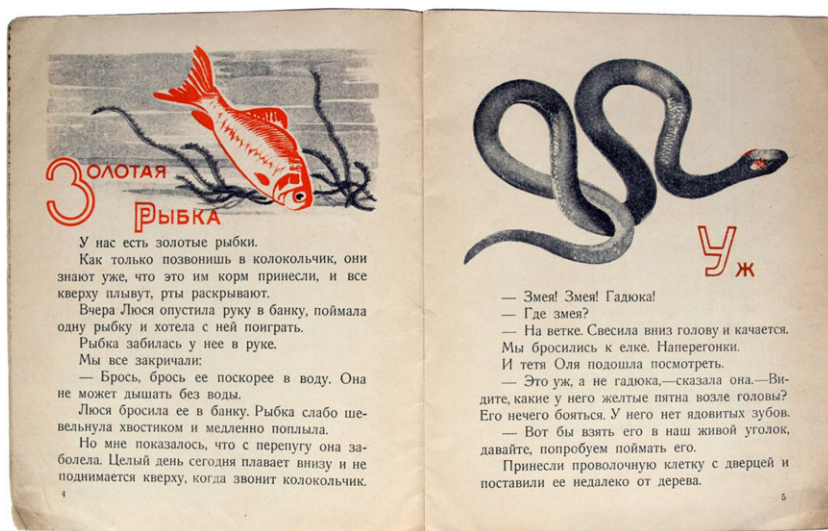 Золотая
Рыбка
У нас есть золотые рыбки.
Как только позвонишь в колокольчик, они
знают уже, что это им корм принесли, и все
кверху плывут, рты раскрывают.
Вчера Люся опустила руку в банку, поймала
одну рыбку и хотела с ней поиграть.
Рыбка забилась у нее в руке.
Мы все закричали:
— Брось, брось ее поскорее в воду. Она
не может дышать без воды.
Люся бросила ее в банку. Рыбка слабо ше-
вельнула хвостиком и медленно поплыла.
Но мне показалось, что с перепугу она за-
болела. Целый день сегодня плавает внизу и не
поднимается кверху, когда звонит колокольчик.
4
Уж
— Змея! Змея! Гадюка!
— Где змея?
— На ветке. Свесила вниз голову и качается.
Мы бросились к елке. Наперегонки.
И тетя Оля подошла посмотреть.
— Это уж, а не гадюка,—сказала она.—Ви-
дите, какие у него желтые пятна возле головы?
Его нечего бояться. У него нет ядовитых зубов.
— Вот бы взять его в наш живой уголок,
давайте, попробуем поймать его.
Принесли проволочную клетку с дверцей и
поставили ее недалеко от дерева.
5